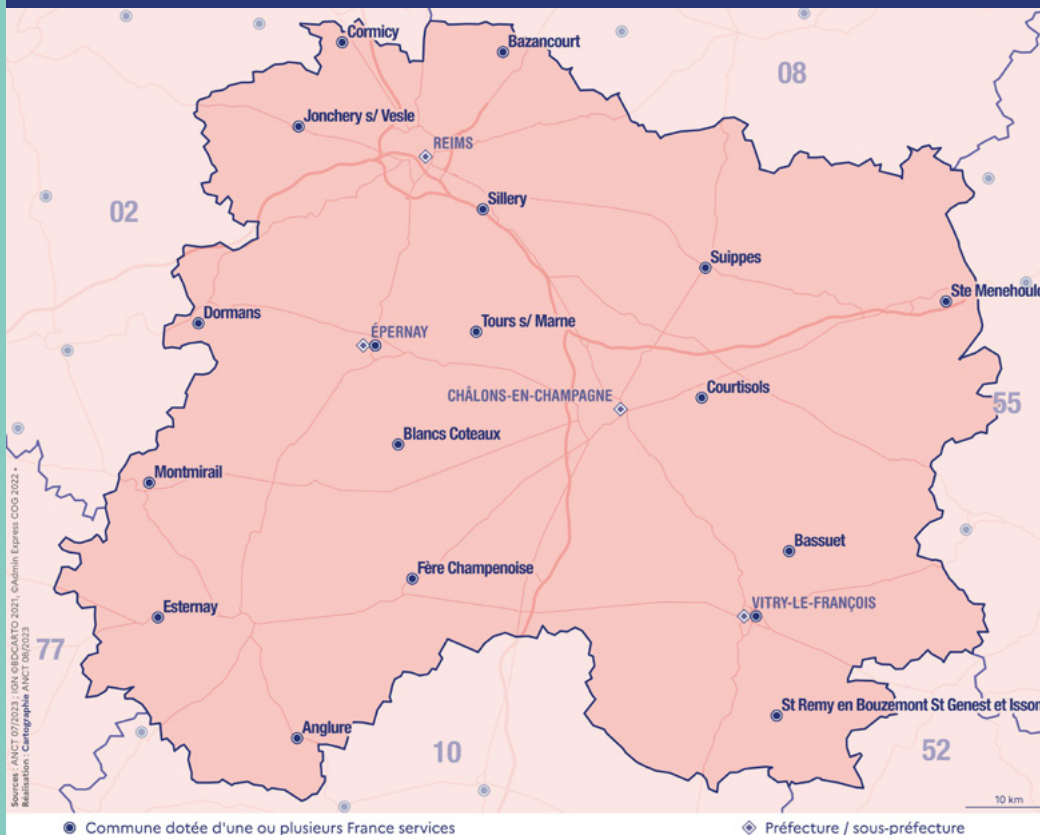 Cormicy
Bazancourt
08
Jonchery s/ Vesle
REIMS
02
Sillery
Suippes
Ste Menehould
Dormans
Tours s/ Marne
ÉPERNAY
CHÂLONS-EN-CHAMPAGNE
Courtisols
55
Blancs Coteaux
Montmirail
Bassuet
Fère Champenoise
Esternay
VITRY-LE-FRANÇOIS
77
St Remy en Bouzemont St Genest et Isson
Anglure
10
52
10 km
Sources : ANCT 07/2023 ; IGN ©BDCARTO 2021, ©Admin Express COG 2022 •
Réalisation : Cartographie ANCT 08/2023
Commune dotée d'une ou plusieurs France services
Préfecture / sous-préfecture